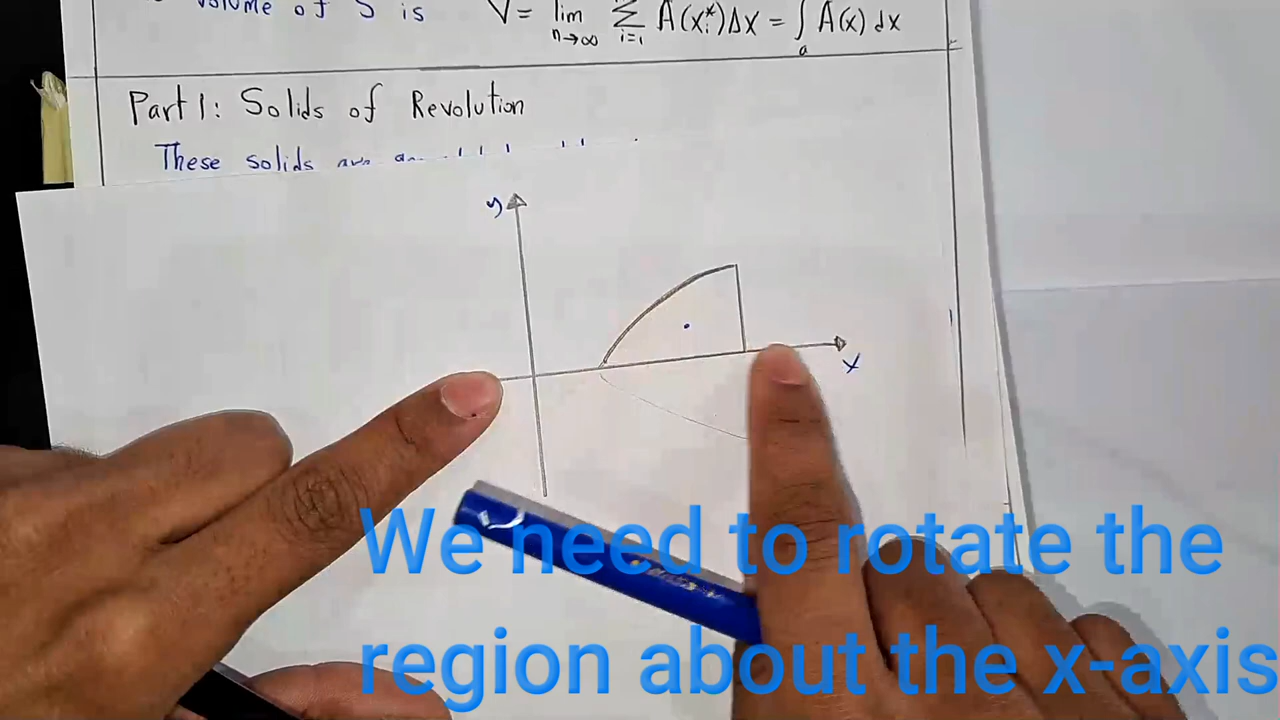 volume of S is V = lim n→∞ Σ i=1 A(xᵢ*)Δx = ∫ a A(x) dx
Part 1: Solids of Revolution
These solids are
y
x
We need to rotate the
region about the x-axis